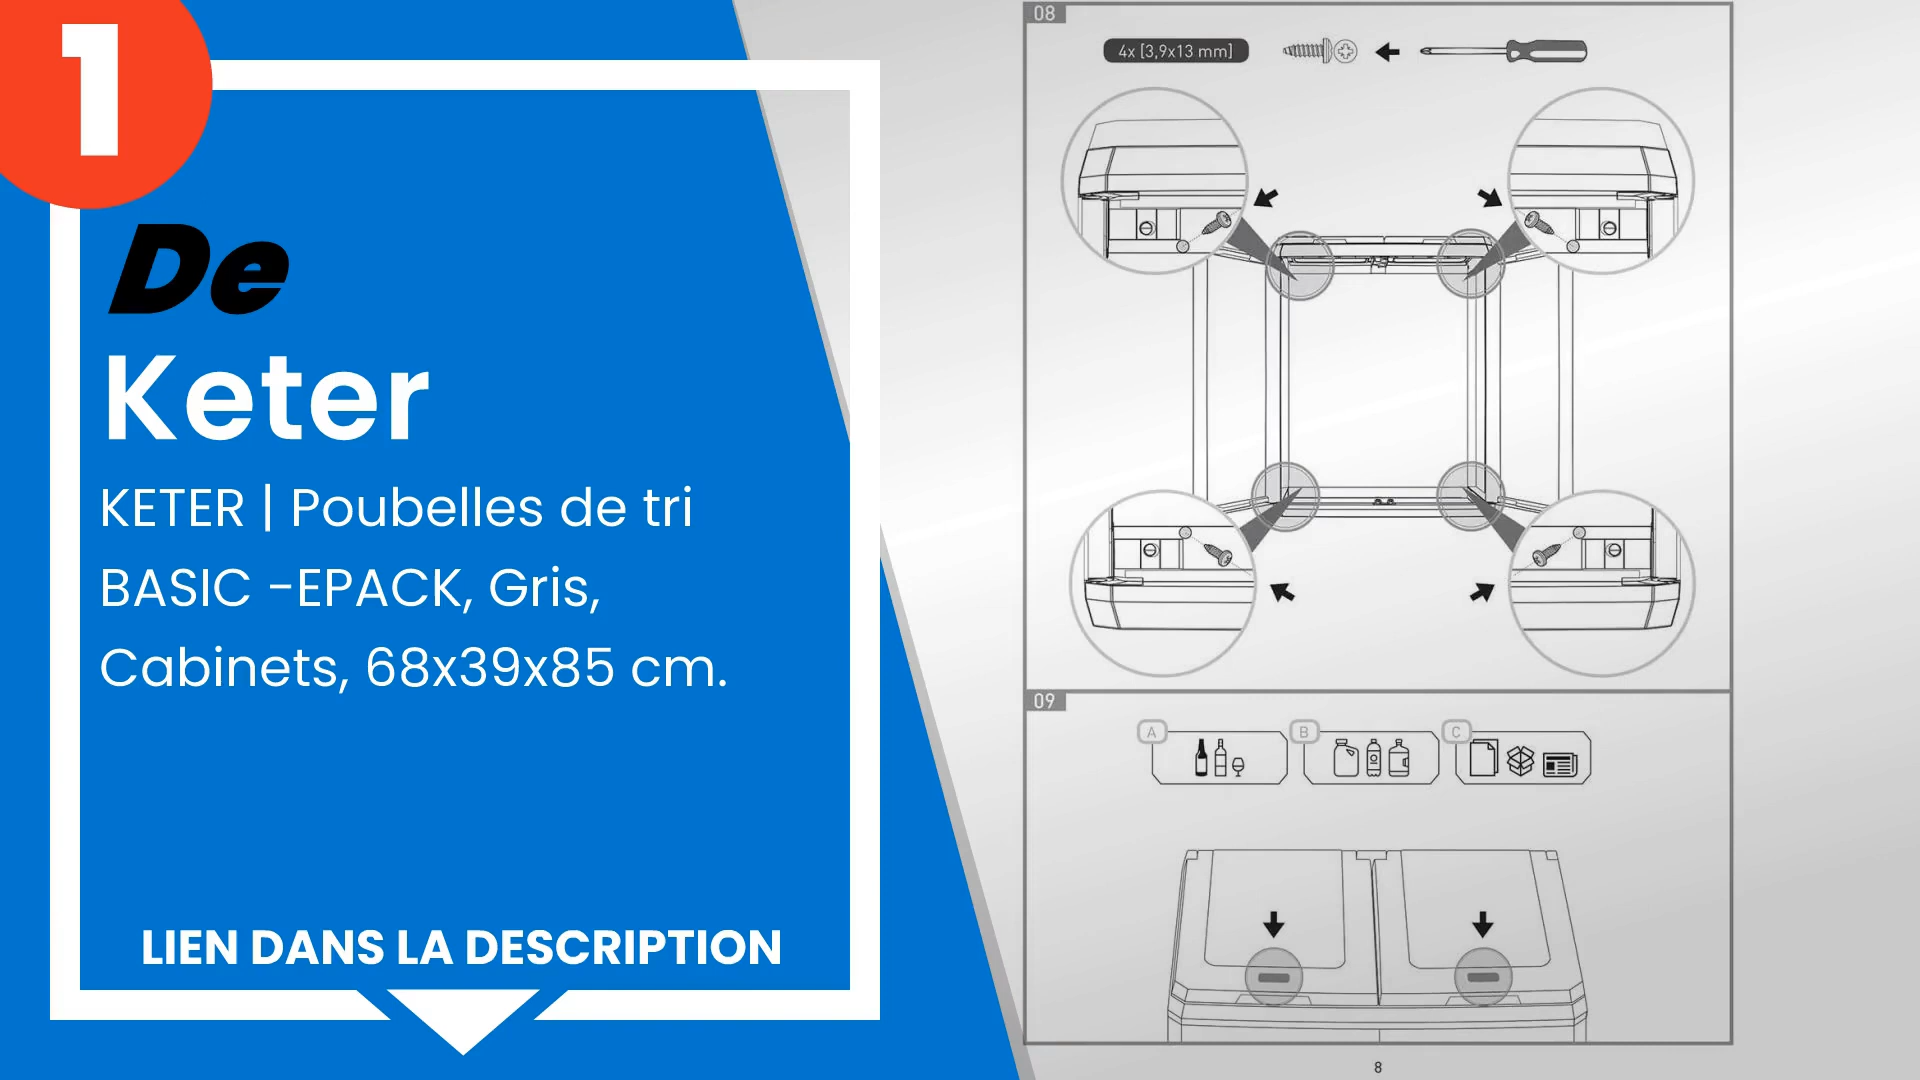 1
De
Keter
KETER | Poubelles de tri
BASIC -EPACK, Gris,
Cabinets, 68x39x85 cm.
LIEN DANS LA DESCRIPTION
08
4x [3,9x13 mm]
09
A
B
C
8